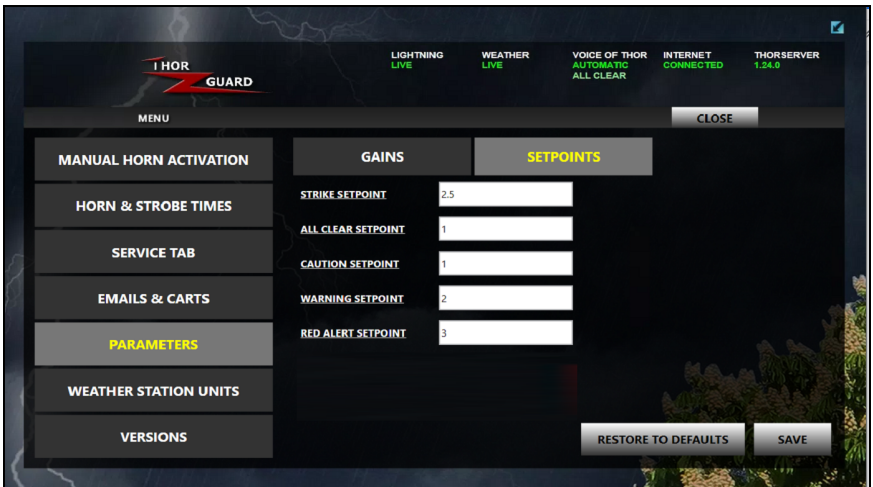 THOR
GUARD
LIGHTNING
LIVE
WEATHER
LIVE
VOICE OF THOR
AUTOMATIC
ALL CLEAR
INTERNET
CONNECTED
THORSERVER
1.24.0
MENU
CLOSE
MANUAL HORN ACTIVATION
HORN & STROBE TIMES
SERVICE TAB
EMAILS & CARTS
PARAMETERS
WEATHER STATION UNITS
VERSIONS
GAINS
SETPOINTS
STRIKE SETPOINT 2.5
ALL CLEAR SETPOINT 1
CAUTION SETPOINT 1
WARNING SETPOINT 2
RED ALERT SETPOINT 3
RESTORE TO DEFAULTS
SAVE